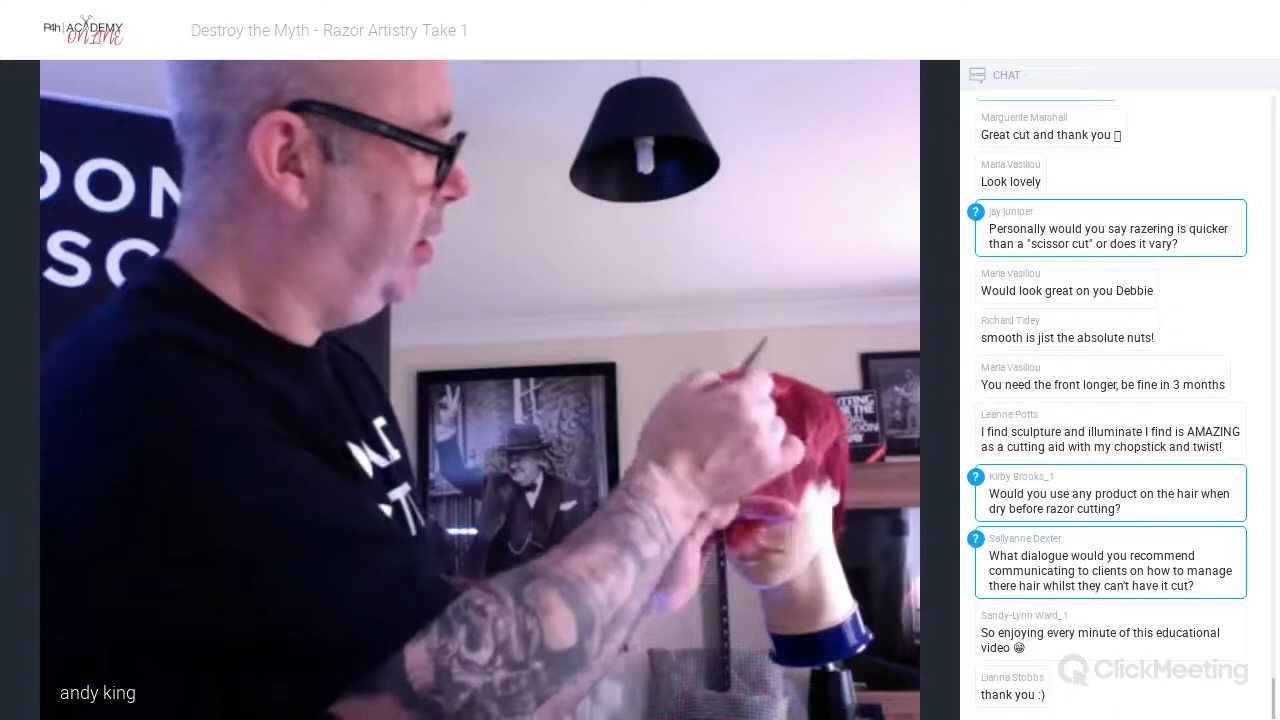 P4h | ACADEMY
ONLINE
Destroy the Myth - Razor Artistry Take 1
DON
SC
andy king
CHAT
Marguerite Marshall
Great cut and thank you
Maria Vasiliou
Look lovely
? jay juniper
Personally would you say razering is quicker
than a "scissor cut" or does it vary?
Maria Vasiliou
Would look great on you Debbie
Richard Tidey
smooth is jist the absolute nuts!
Maria Vasiliou
You need the front longer, be fine in 3 months
Leanne Potts
I find sculpture and illuminate I find is AMAZING
as a cutting aid with my chopstick and twist!
? Kirby Brooks_1
Would you use any product on the hair when
dry before razor cutting?
? Sallyanne Dexter
What dialogue would you recommend
communicating to clients on how to manage
there hair whilst they can't have it cut?
Sandy-Lynn Ward_1
So enjoying every minute of this educational
video 😁
ClickMeeting
Lianna Stobbs
thank you :)